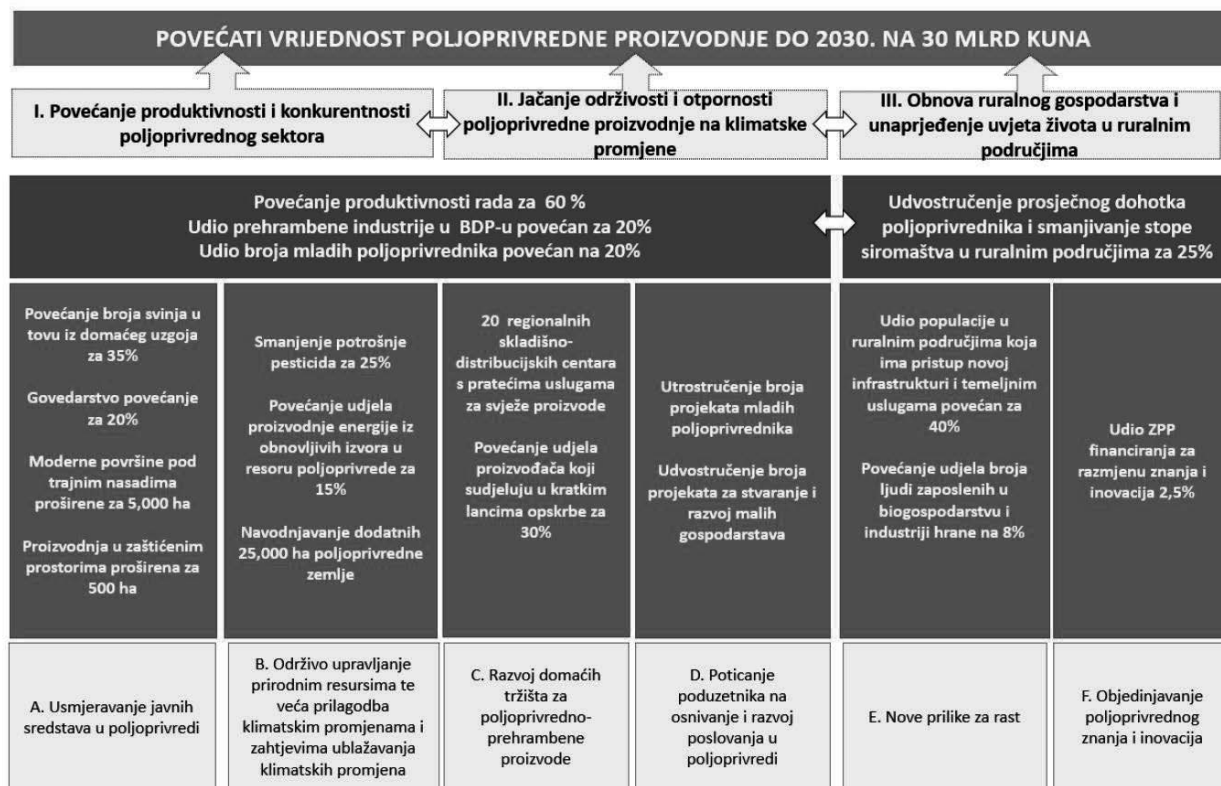 POVEĆATI VRIJEDNOST POLJOPRIVREDNE PROIZVODNJE DO 2030. NA 30 MLRD KUNA
I. Povećanje produktivnosti i konkurentnosti
poljoprivrednog sektora
II. Jačanje održivosti i otpornosti
poljoprivredne proizvodnje na klimatske
promjene
III. Obnova ruralnog gospodarstva i
unaprjeđenje uvjeta života u ruralnim
područjima
Povećanje produktivnosti rada za 60 %
Udio prehrambene industrije u BDP-u povećan za 20%
Udio broja mladih poljoprivrednika povećan na 20%
Udvostručenje prosječnog dohotka
poljoprivrednika i smanjivanje stope
siromaštva u ruralnim područjima za 25%
Povećanje broja svinja u
tovu iz domaćeg uzgoja
za 35%
Govedarstvo povećanje
za 20%
Moderne površine pod
trajnim nasadima
proširene za 5,000 ha
Proizvodnja u zaštićenim
prostorima proširena za
500 ha
Smanjenje potrošnje
pesticida za 25%
Povećanje udjela
proizvodnje energije iz
obnovljivih izvora u
resoru poljoprivrede za
15%
Navodnjavanje dodatnih
25,000 ha poljoprivredne
zemlje
20 regionalnih
skladišno-
distribucijskih centara
s pratećima uslugama
za svježe proizvode
Povećanje udjela
proizvođača koji
sudjeluju u kratkim
lancima opskrbe za
30%
Utrostručenje broja
projekata mladih
poljoprivrednika
Udvostručenje broja
projekata za stvaranje i
razvoj malih
gospodarstava
Udio populacije u
ruralnim područjima koja
ima pristup novoj
infrastrukturi i temeljnim
uslugama povećan za
40%
Povećanje udjela broja
ljudi zaposlenih u
biogospodarstvu i
industriji hrane na 8%
Udio ZPP
financiranja za
razmjenu znanja i
inovacija 2,5%
A. Usmjeravanje javnih
sredstava u poljoprivredi
B. Održivo upravljanje
prirodnim resursima te
veća prilagodba
klimatskim promjenama i
zahtjevima ublažavanja
klimatskih promjena
C. Razvoj domaćih
tržišta za
poljoprivredno-
prehrambene
proizvode
D. Poticanje
poduzetnika na
osnivanje i razvoj
poslovanja u
poljoprivredi
E. Nove prilike za rast
F. Objedinjavanje
poljoprivrednog
znanja i inovacija